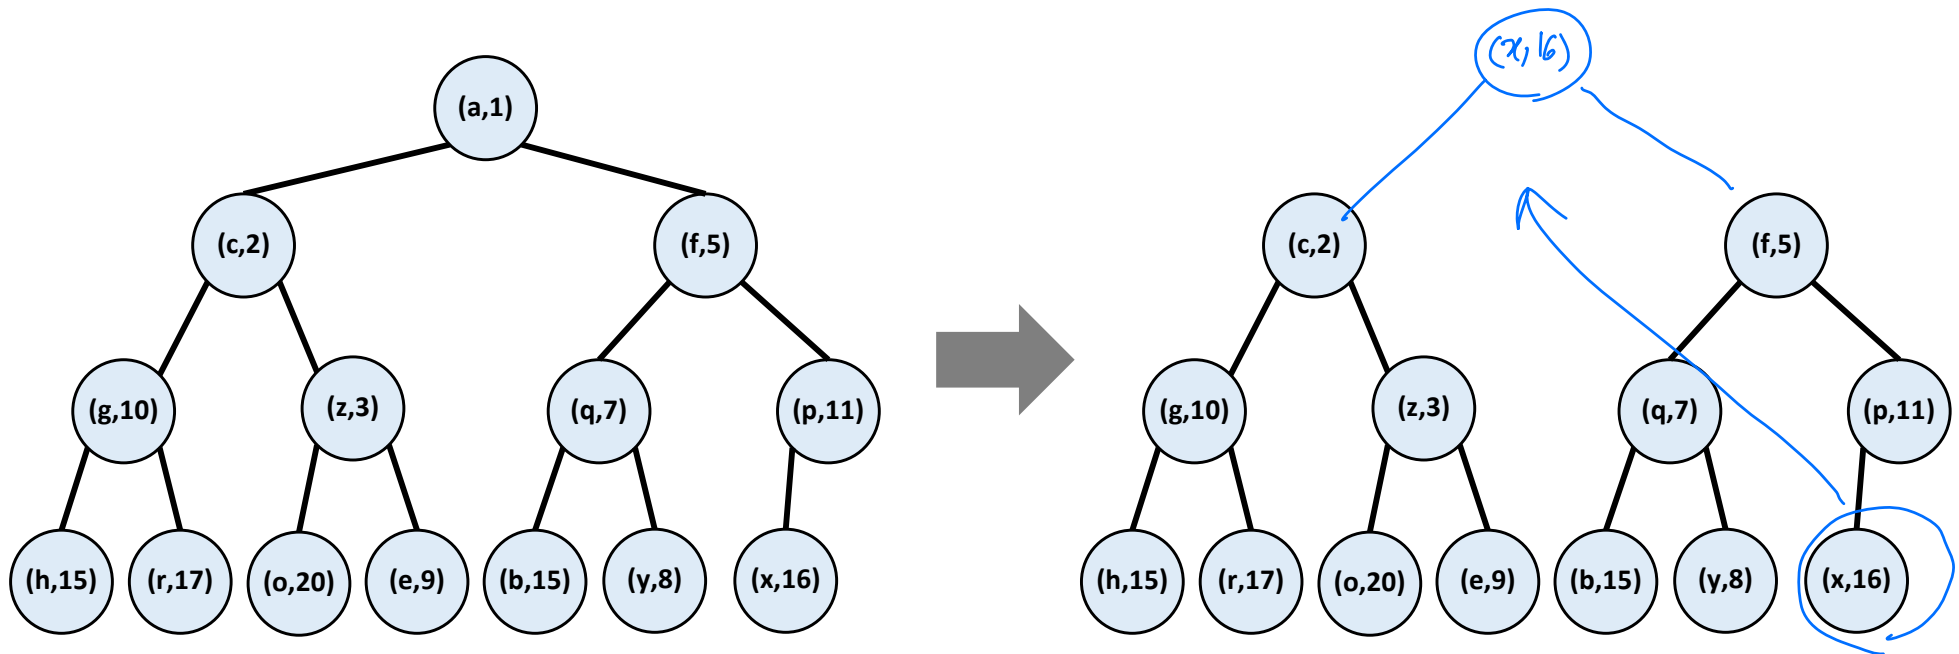 (x,16)
(a,1)
(c,2) (f,5)
(c,2) (f,5)
(g,10) (z,3) (q,7) (p,11)
(g,10) (z,3) (q,7) (p,11)
(h,15) (r,17) (o,20) (e,9) (b,15) (y,8) (x,16)
(h,15) (r,17) (o,20) (e,9) (b,15) (y,8) (x,16)